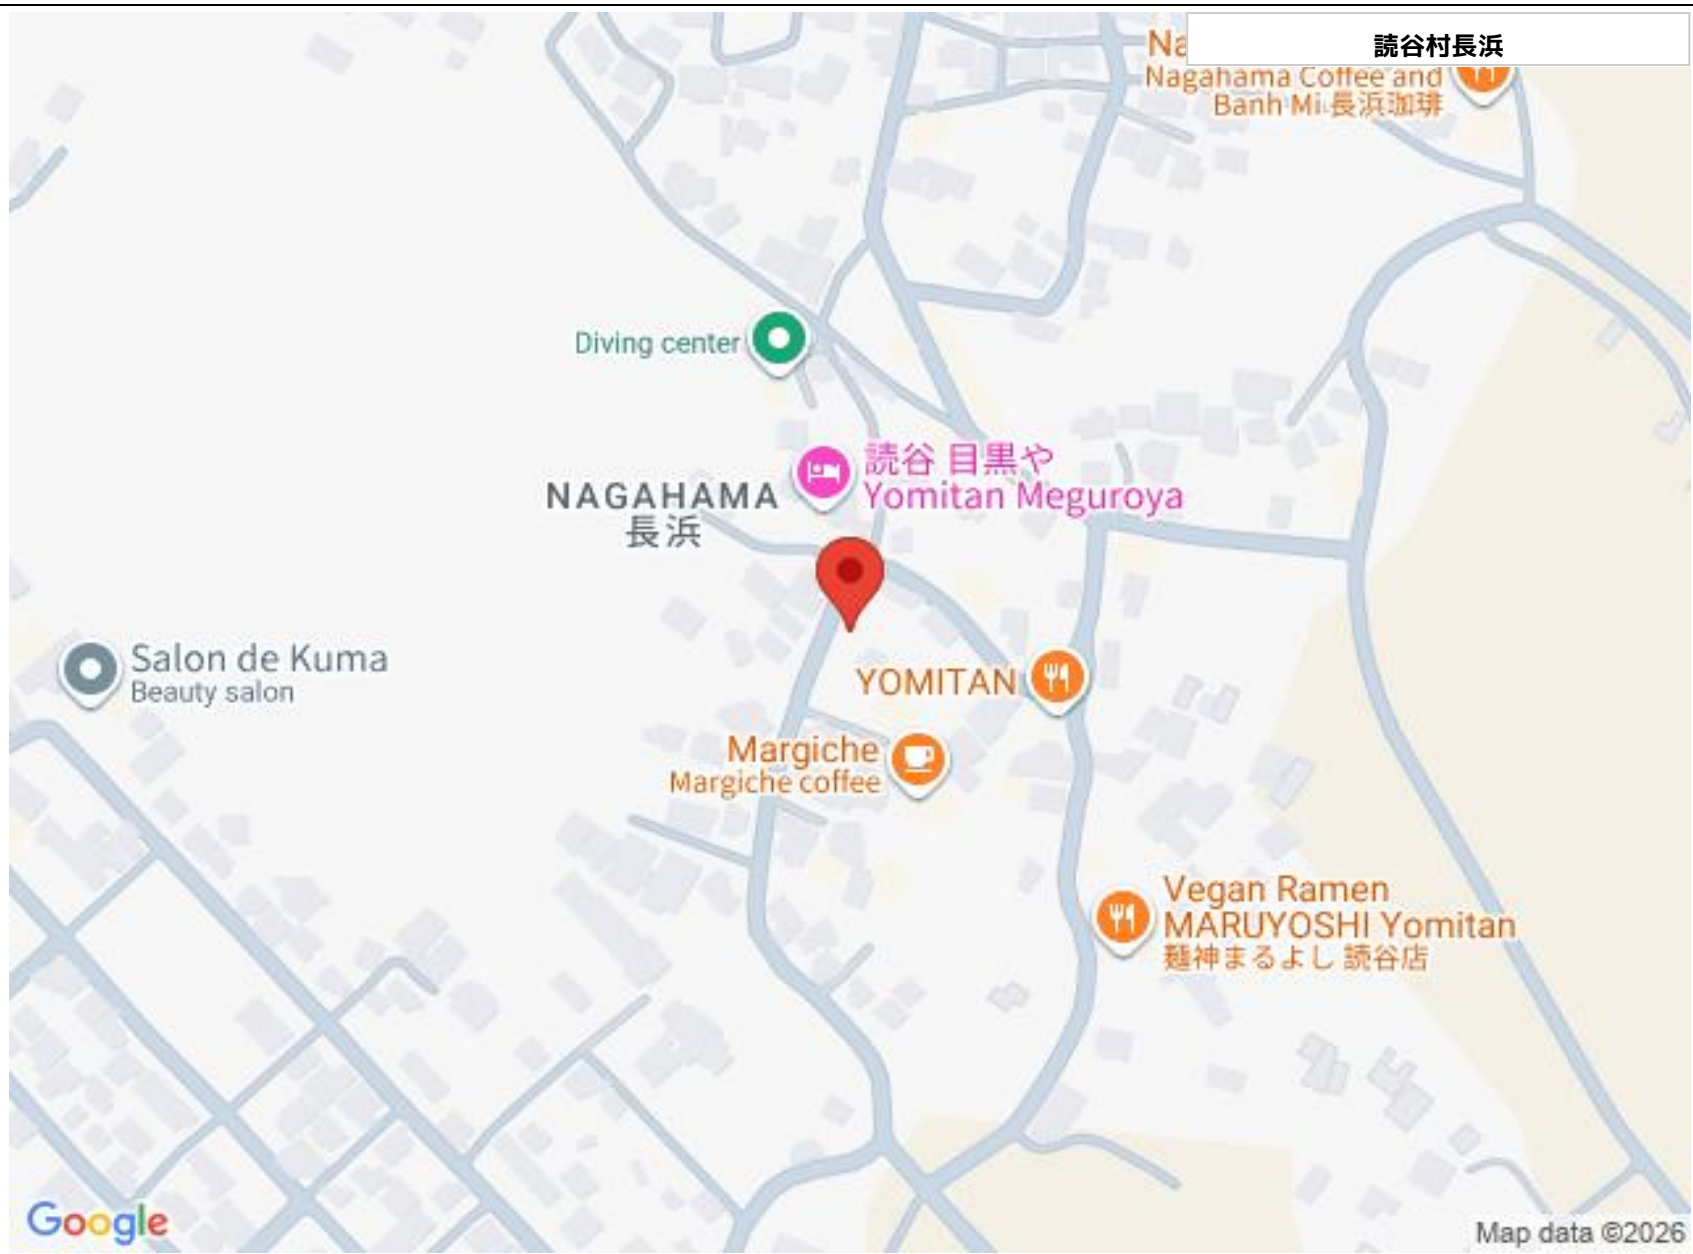 読谷村長浜
Na
Nagahama Coffee and
Banh Mi 長浜珈琲
Diving center
読谷 目黒や
Yomitan Meguroya
NAGAHAMA
長浜
Salon de Kuma
Beauty salon
YOMITAN
Margiche
Margiche coffee
Vegan Ramen
MARUYOSHI Yomitan
麺神まるよし 読谷店
Google
Map data ©2026